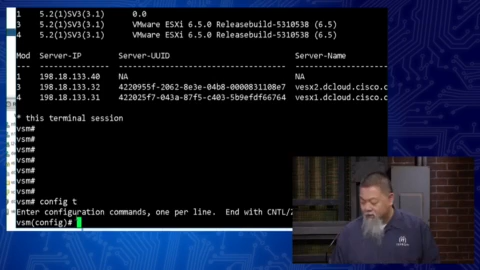 1 5.2(1)SV3(3.1) 0.0
3 5.2(1)SV3(3.1) VMware ESXi 6.5.0 Releasebuild-5310538 (6.5)
4 5.2(1)SV3(3.1) VMware ESXi 6.5.0 Releasebuild-5310538 (6.5)
Mod Server-IP Server-UUID Server-Name
--- --------------- ------------------------------------ --------------------
1 198.18.133.40 NA NA
3 198.18.133.32 4220955f-2062-8e3e-04b8-0000831108e7 vesx2.dcloud.cisco.c
4 198.18.133.31 422025f7-043a-87f5-c403-5b9efdf66764 vesx1.dcloud.cisco.c
* this terminal session
vsm#
vsm#
vsm#
vsm#
vsm#
vsm#
vsm# config t
Enter configuration commands, one per line. End with CNTL/
vsm(config)#